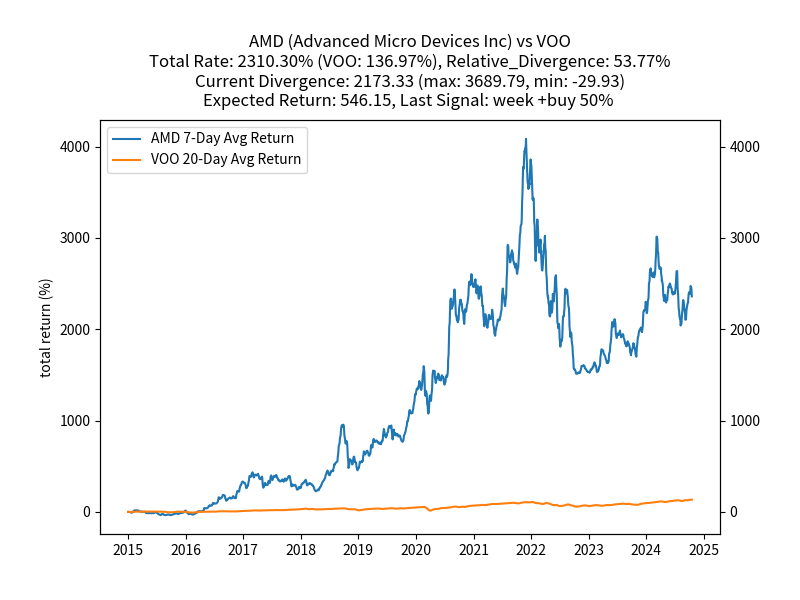 AMD (Advanced Micro Devices Inc) vs VOO
Total Rate: 2310.30% (VOO: 136.97%), Relative_Divergence: 53.77%
Current Divergence: 2173.33 (max: 3689.79, min: -29.93)
Expected Return: 546.15, Last Signal: week +buy 50%
AMD 7-Day Avg Return
VOO 20-Day Avg Return
total return (%)
4000 4000
3000 3000
2000 2000
1000 1000
0 0
2015 2016 2017 2018 2019 2020 2021 2022 2023 2024 2025